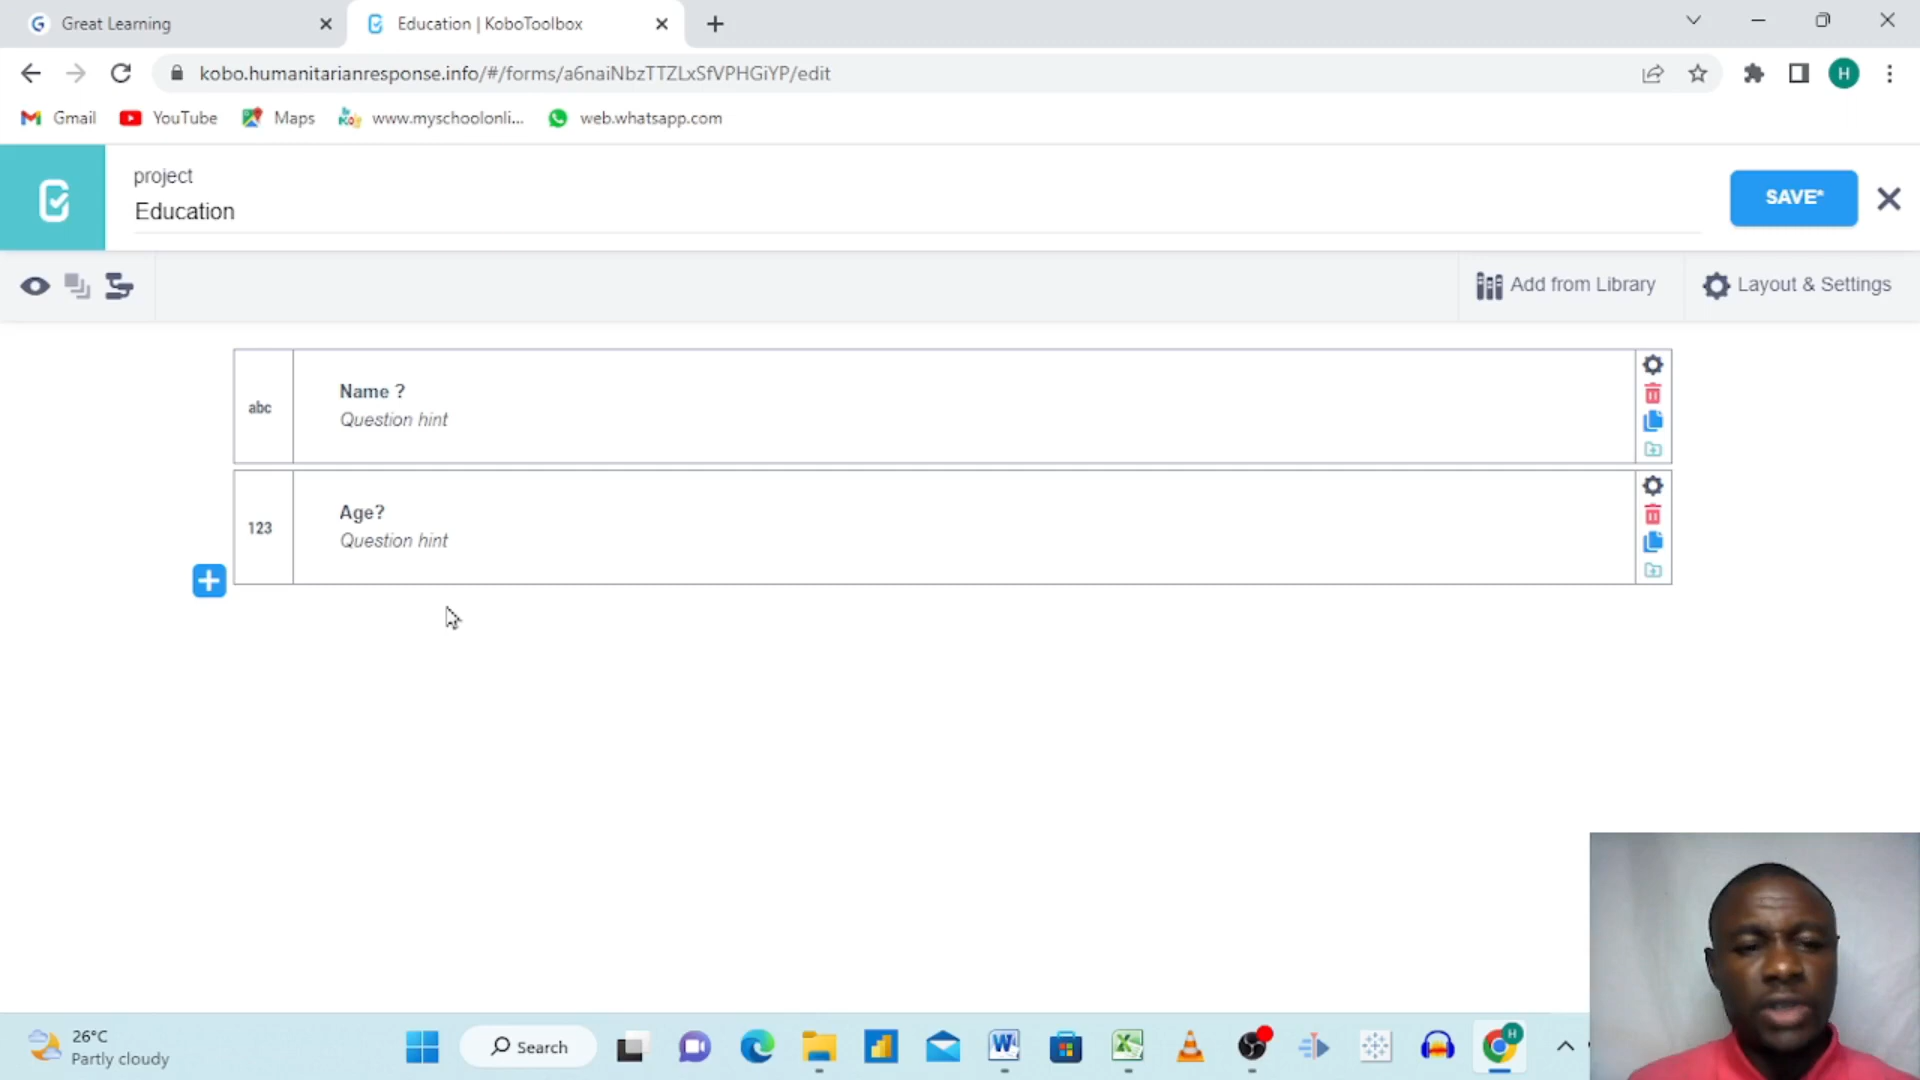 Great Learning
Education | KoboToolbox
kobo.humanitarianresponse.info/#/forms/a6naiNbzTTZLxSfVPHGiYP/edit
H
Gmail
YouTube
Maps
www.myschoolonli...
web.whatsapp.com
project
Education
SAVE*
Add from Library
Layout & Settings
abc
Name ?
Question hint
123
Age?
Question hint
26°C
Partly cloudy
Search